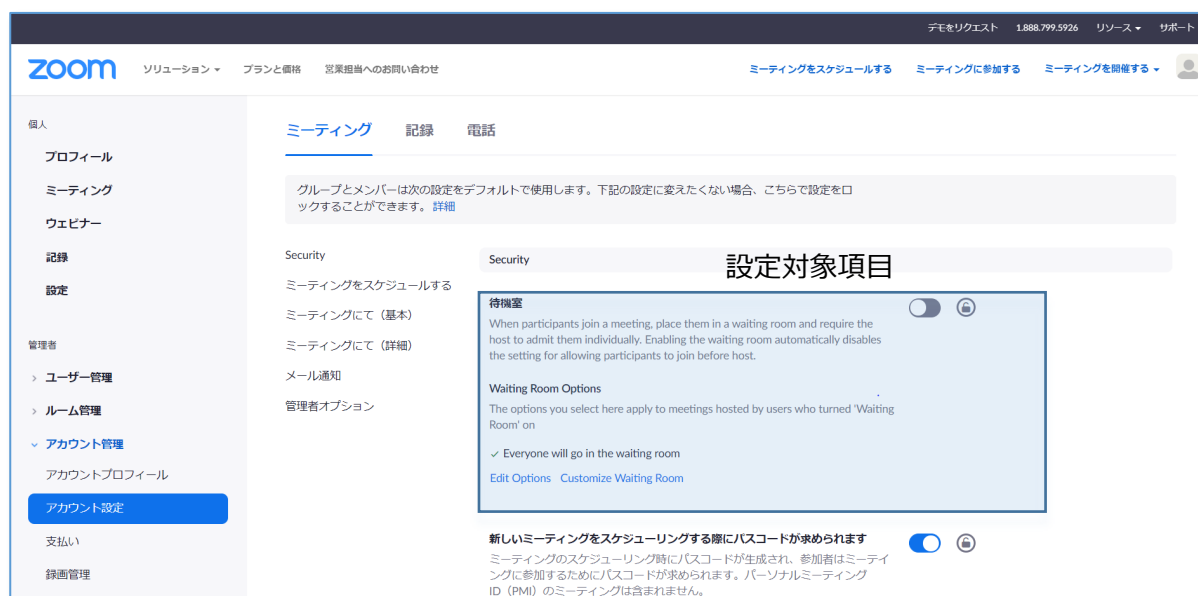 デモをリクエスト 1.888.799.5926 リソース サポート
zoom ソリューション プランと価格 営業担当へのお問い合わせ ミーティングをスケジュールする ミーティングに参加する ミーティングを開催する
個人
プロフィール
ミーティング
ウェビナー
記録
設定
管理者
ユーザー管理
ルーム管理
アカウント管理
アカウントプロフィール
アカウント設定
支払い
録画管理
ミーティング 記録 電話
グループとメンバーは次の設定をデフォルトで使用します。下記の設定に変えたくない場合、こちらで設定をロ
ックすることができます。 詳細
Security
ミーティングをスケジュールする
ミーティングにて（基本）
ミーティングにて（詳細）
メール通知
管理者オプション
Security
設定対象項目
待機室
When participants join a meeting, place them in a waiting room and require the
host to admit them individually. Enabling the waiting room automatically disables
the setting for allowing participants to join before host.
Waiting Room Options
The options you select here apply to meetings hosted by users who turned 'Waiting
Room' on
Everyone will go in the waiting room
Edit Options Customize Waiting Room
新しいミーティングをスケジューリングする際にパスコードが求められます
ミーティングのスケジューリング時にパスコードが生成され、参加者はミーテイ
ングに参加するためにパスコードが求められます。パーソナルミーティング
ID（PMI）のミーティングは含まれません。